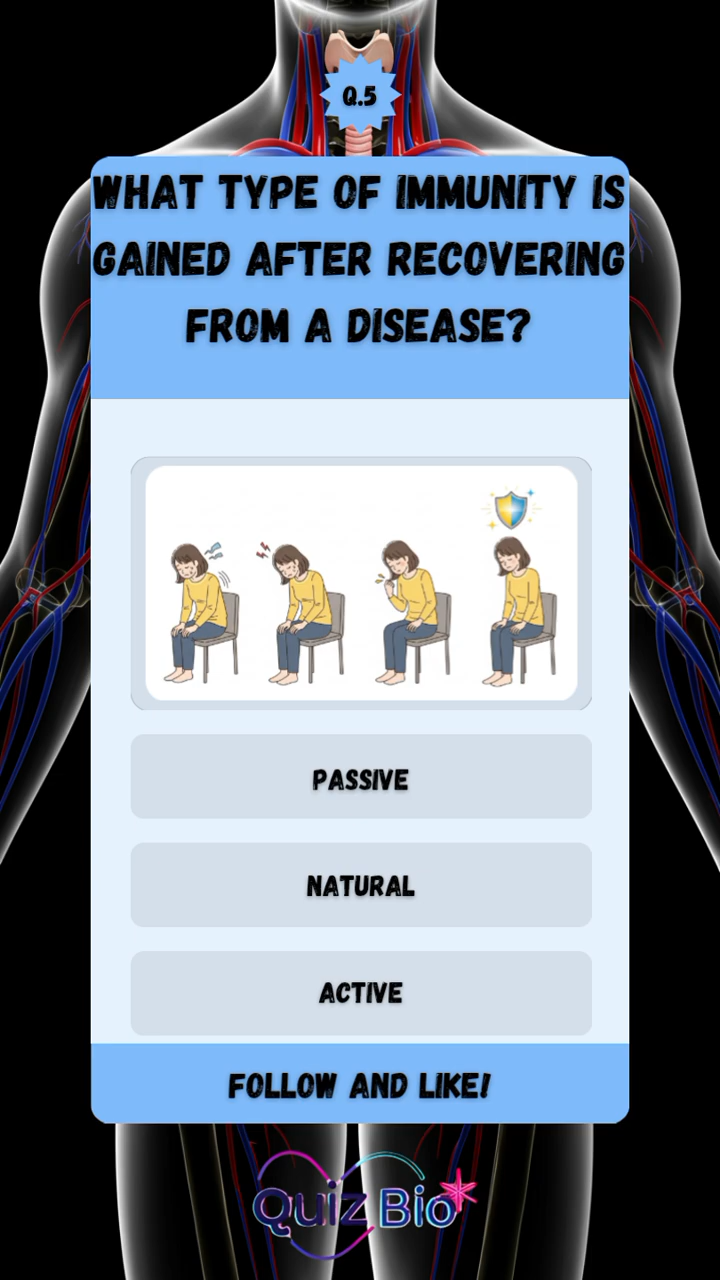 Q.5
WHAT TYPE OF IMMUNITY IS
GAINED AFTER RECOVERING
FROM A DISEASE?
PASSIVE
NATURAL
ACTIVE
FOLLOW AND LIKE!
Quiz Bio